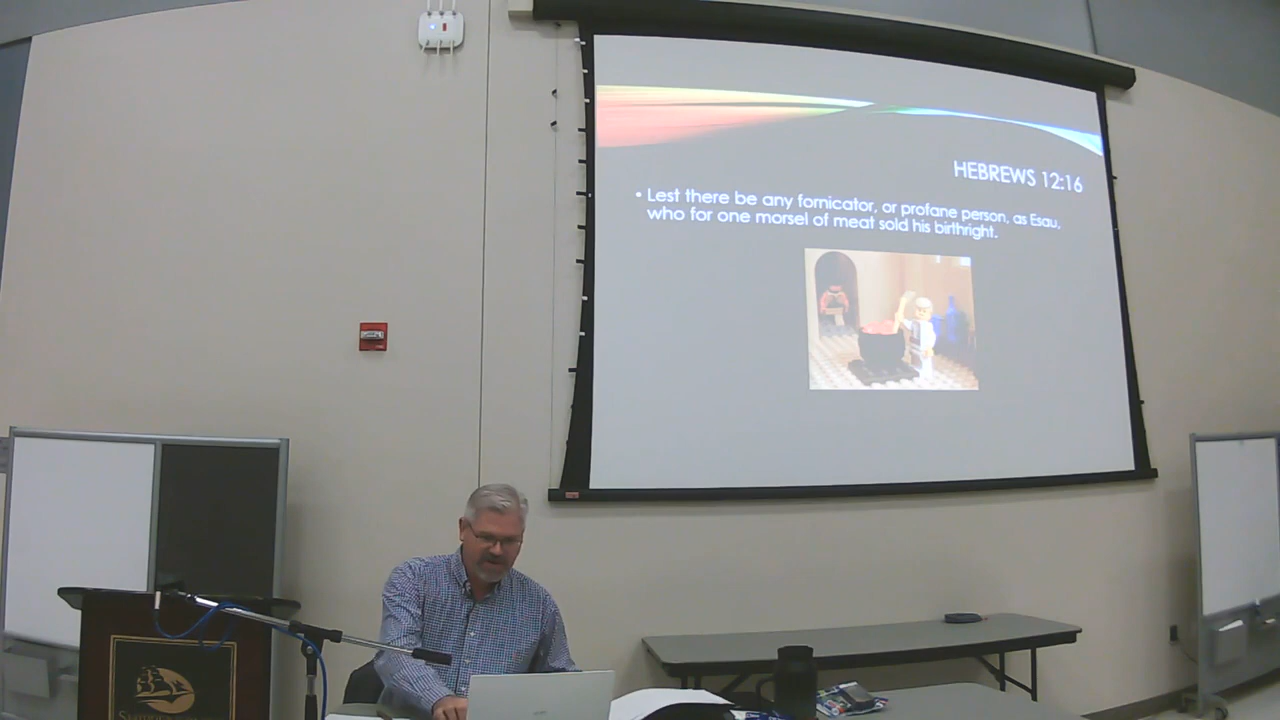 HEBREWS 12:16
• Lest there be any fornicator, or profane person, as Esau,
who for one morsel of meat sold his birthright.